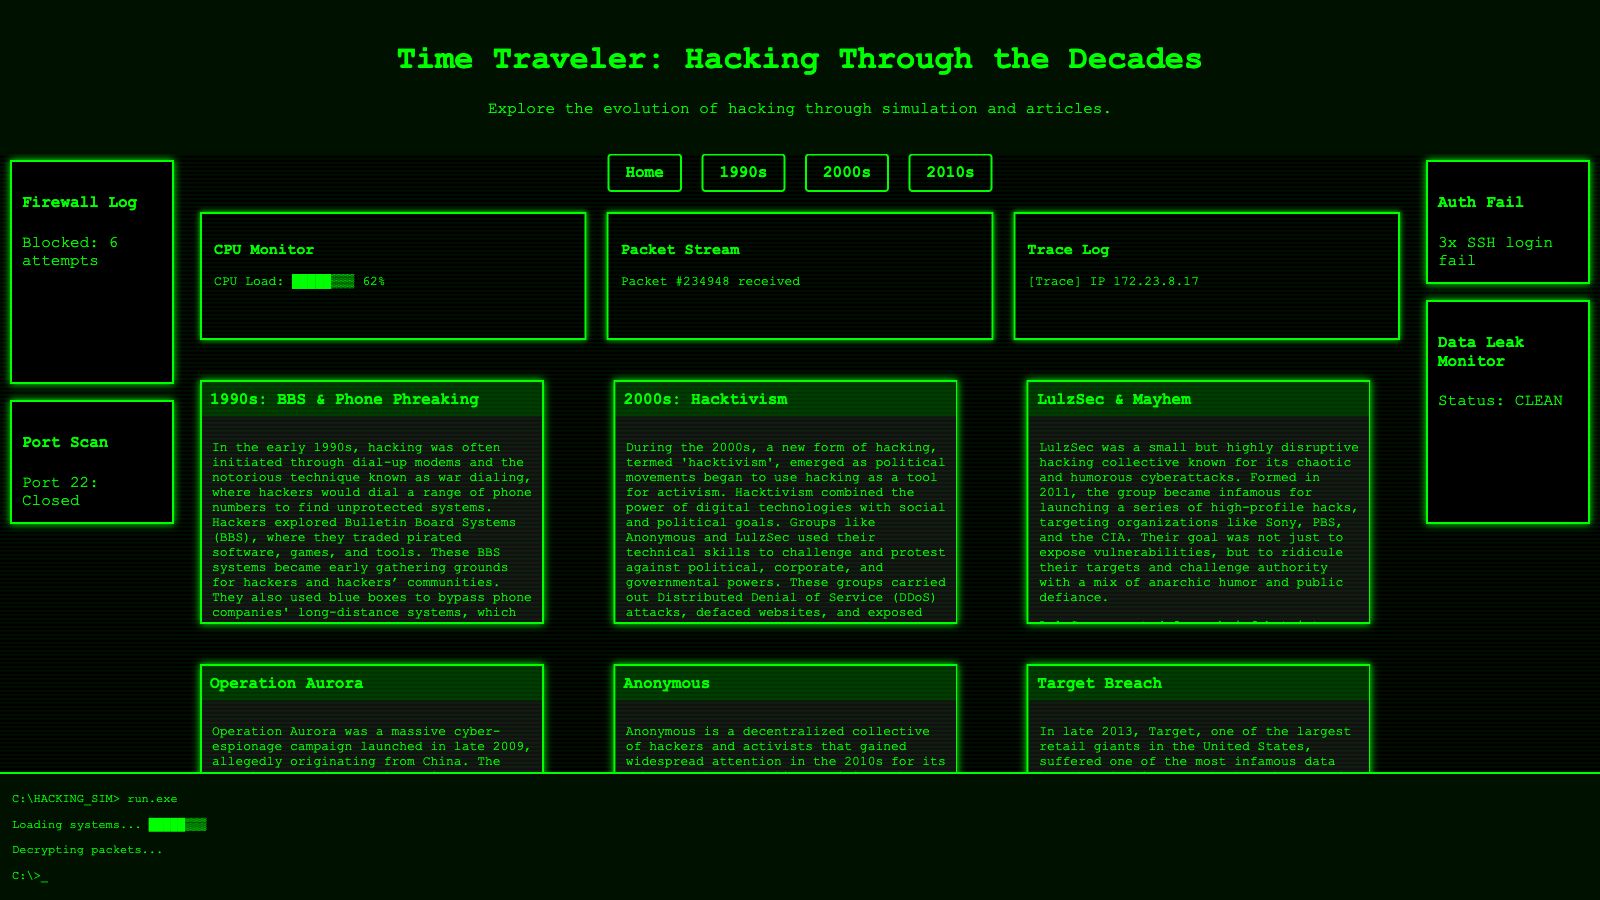 Time Traveler: Hacking Through the Decades
Explore the evolution of hacking through simulation and articles.
Home
1990s
2000s
2010s
Firewall Log
Blocked: 6
attempts
Port Scan
Port 22:
Closed
CPU Monitor
CPU Load: █████▒▒▒ 62%
Packet Stream
Packet #234948 received
Trace Log
[Trace] IP 172.23.8.17
Auth Fail
3x SSH login
fail
Data Leak
Monitor
Status: CLEAN
1990s: BBS & Phone Phreaking
In the early 1990s, hacking was often
initiated through dial-up modems and the
notorious technique known as war dialing,
where hackers would dial a range of phone
numbers to find unprotected systems.
Hackers explored Bulletin Board Systems
(BBS), where they traded pirated
software, games, and tools. These BBS
systems became early gathering grounds
for hackers and hackers’ communities.
They also used blue boxes to bypass phone
companies' long-distance systems, which
2000s: Hacktivism
During the 2000s, a new form of hacking,
termed 'hacktivism', emerged as political
movements began to use hacking as a tool
for activism. Hacktivism combined the
power of digital technologies with social
and political goals. Groups like
Anonymous and LulzSec used their
technical skills to challenge and protest
against political, corporate, and
governmental powers. These groups carried
out Distributed Denial of Service (DDoS)
attacks, defaced websites, and exposed
LulzSec & Mayhem
LulzSec was a small but highly disruptive
hacking collective known for its chaotic
and humorous cyberattacks. Formed in
2011, the group became infamous for
launching a series of high-profile hacks,
targeting organizations like Sony, PBS,
and the CIA. Their goal was not just to
expose vulnerabilities, but to ridicule
their targets and challenge authority
with a mix of anarchic humor and public
defiance.
Operation Aurora
Operation Aurora was a massive cyber-
espionage campaign launched in late 2009,
allegedly originating from China. The
Anonymous
Anonymous is a decentralized collective
of hackers and activists that gained
widespread attention in the 2010s for its
Target Breach
In late 2013, Target, one of the largest
retail giants in the United States,
suffered one of the most infamous data
C:\HACKING_SIM> run.exe
Loading systems... █████▒▒▒
Decrypting packets...
C:\>_